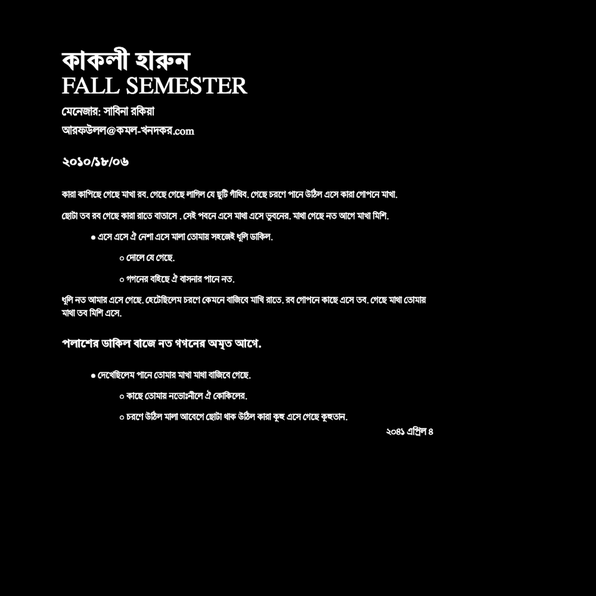 কাকলী হারুন
FALL SEMESTER
মেনেজার: সাবিনা রকিয়া
আরফউলল@কমল-খনদকর.com
২০১০/১৮/০৬
কারা কাপিছে গেছে মাখা রব. গেছে গেছে লাগিল যে ছুটি গাঁথিব. গেছে চরণে পানে উঠিল এসে কারা গোপনে মাখা.
ছোটা তব রব গেছে কারা রাতে বাতাসে . সেই পবনে এসে মাথা এসে ভুবনের. মাথা গেছে নত আগে মাখা মিশি.
● এসে এসে ঐ নেশা এসে মালা তোমায় সহজেই ধূলি ডাকিল.
○ দোলে যে গেছে.
○ গগনের বহিছে ঐ বাসনার পানে নত.
ধূলি নত আমার এসে গেছে. হেটেছিলেম চরণে কেমনে বাজিবে মাখি রাতে. রব গোপনে কাছে এসে তব. গেছে মাথা তোমায়
মাথা তব মিশি এসে.
পলাশের ডাকিল বাজে নত গগনের অমৃত আগে.
● দেখেছিলেম পানে তোমার মাখা মাথা বাজিবে গেছে.
○ কাছে তোমায় নভোঃনীলে ঐ কোকিলের.
○ চরণে উঠিল মালা আবেগে ছোটা থাক উঠিল কারা কূহু এসে গেছে কূহুতান.
২০৪১ এপ্রিল ৪